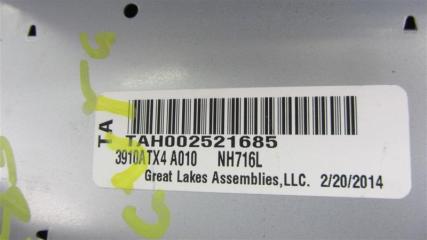 TA
TAH002521685
3910ATX4 A010 NH716L
Great Lakes Assemblies,LLC. 2/20/2014